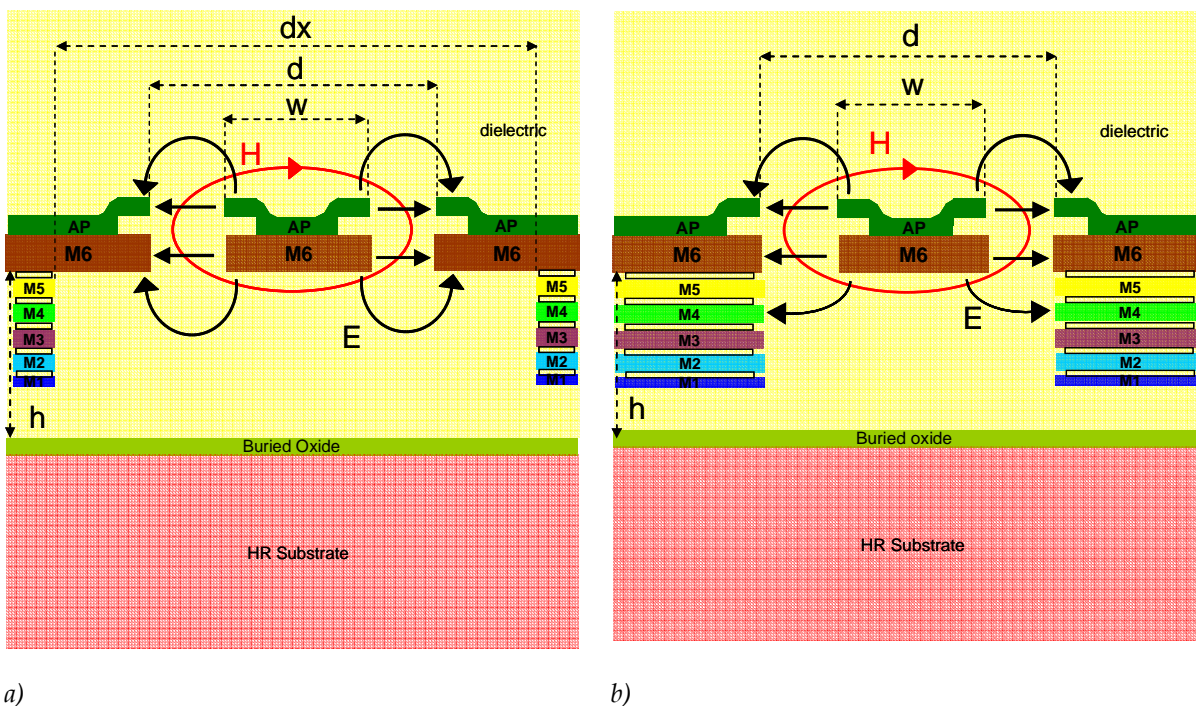 dx
d
w
dielectric
H
AP
AP
AP
M6
M6
M6
M5
M4
M3
M2
M1
M5
M4
M3
M2
M1
E
h
Buried Oxide
HR Substrate
a)
d
w
dielectric
H
AP
AP
AP
M6
M6
M6
M5
M4
M3
M2
M1
M5
M4
M3
M2
M1
E
h
Buried oxide
HR Substrate
b)